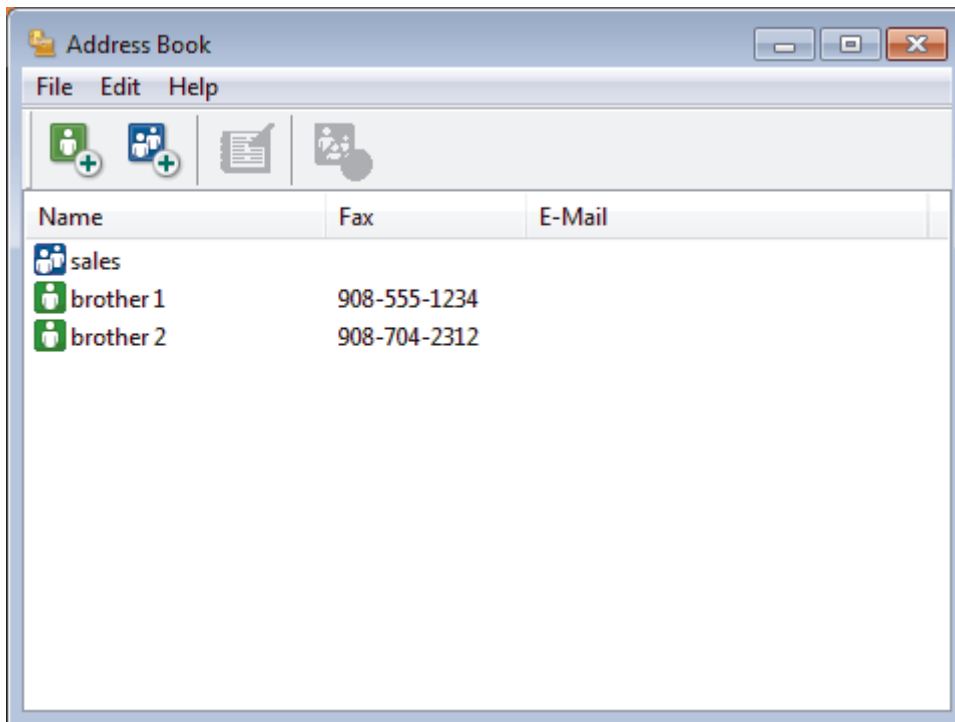 Address Book
File Edit Help
Name Fax E-Mail
sales
brother 1 908-555-1234
brother 2 908-704-2312